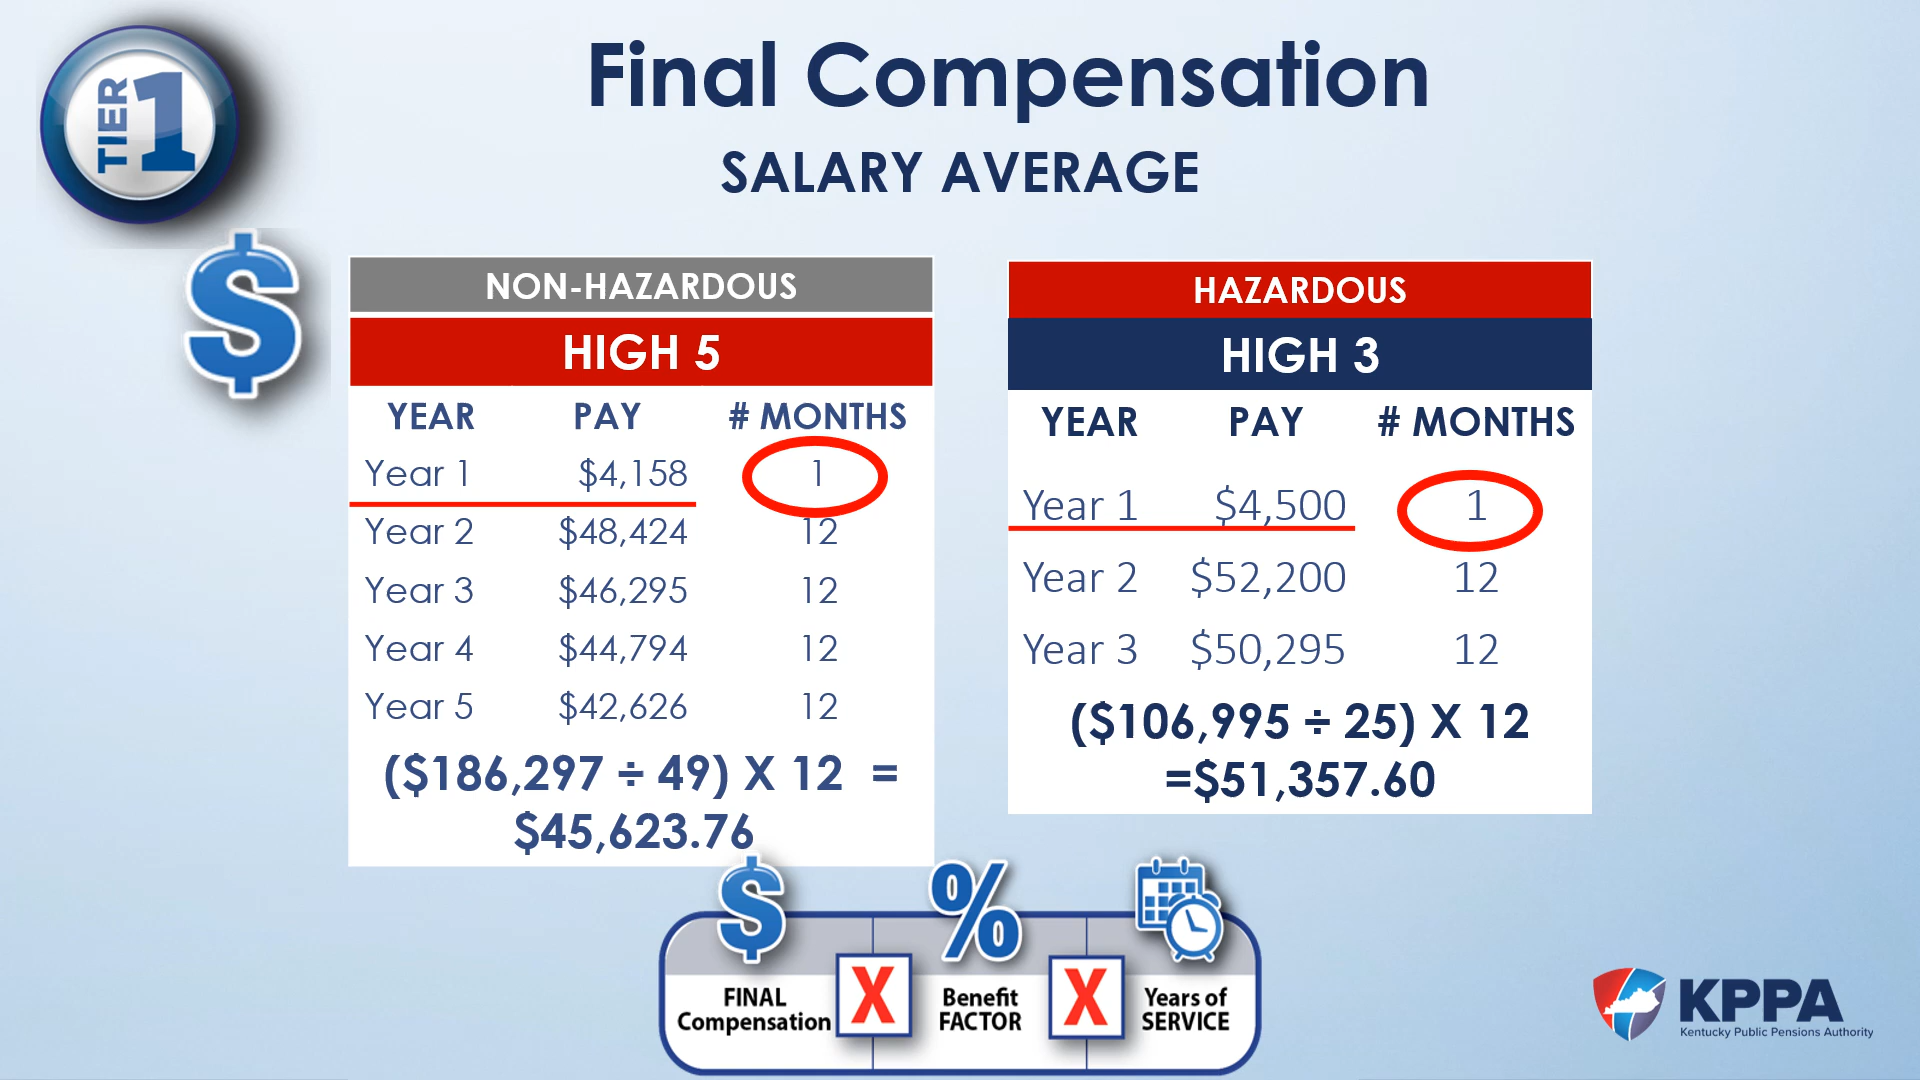 TIER 1
Final Compensation
SALARY AVERAGE
$
NON-HAZARDOUS
HIGH 5
YEAR PAY # MONTHS
Year 1 $4,158 1
Year 2 $48,424 12
Year 3 $46,295 12
Year 4 $44,794 12
Year 5 $42,626 12
($186,297 ÷ 49) X 12 =
$45,623.76
HAZARDOUS
HIGH 3
YEAR PAY # MONTHS
Year 1 $4,500 1
Year 2 $52,200 12
Year 3 $50,295 12
($106,995 ÷ 25) X 12
=$51,357.60
$ % 
FINAL
Compensation
X
Benefit
FACTOR
X
Years of
SERVICE
KPPA
Kentucky Public Pensions Authority